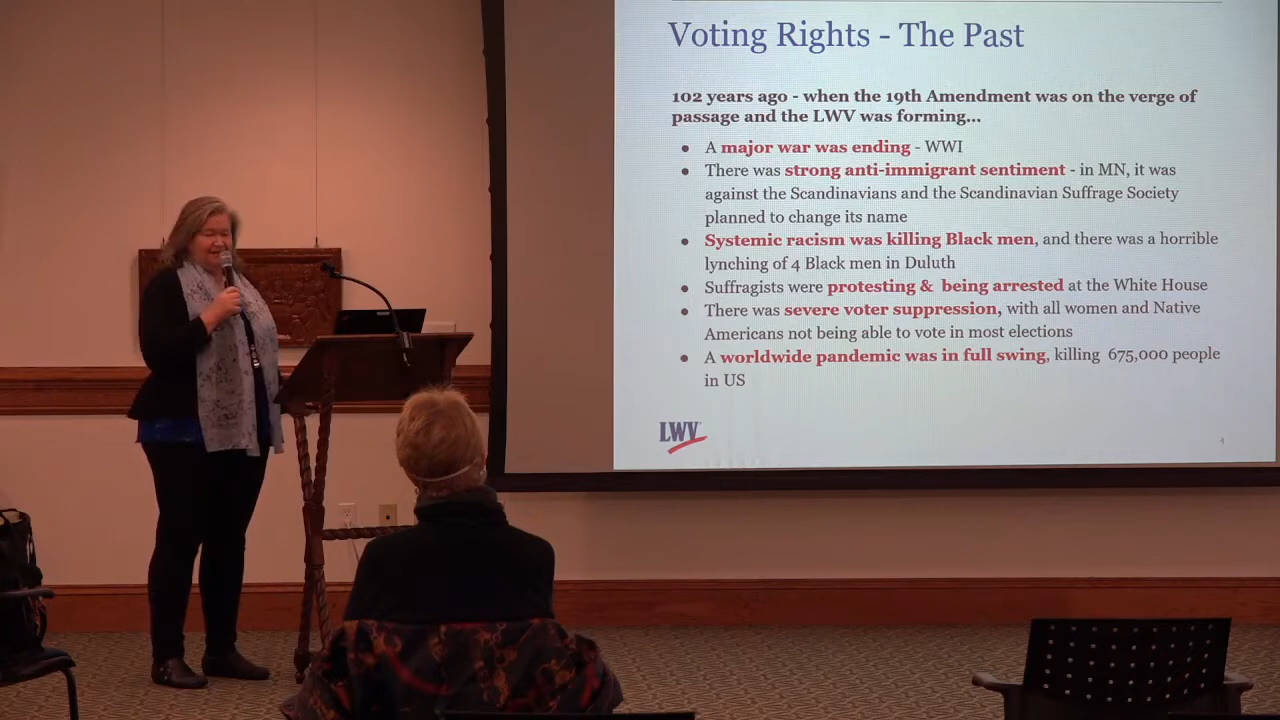 Voting Rights - The Past
102 years ago - when the 19th Amendment was on the verge of
passage and the LWV was forming...
● A major war was ending - WWI
● There was strong anti-immigrant sentiment - in MN, it was
against the Scandinavians and the Scandinavian Suffrage Society
planned to change its name
● Systemic racism was killing Black men, and there was a horrible
lynching of 4 Black men in Duluth
● Suffragists were protesting & being arrested at the White House
● There was severe voter suppression, with all women and Native
Americans not being able to vote in most elections
● A worldwide pandemic was in full swing, killing 675,000 people
in US
LWV
4